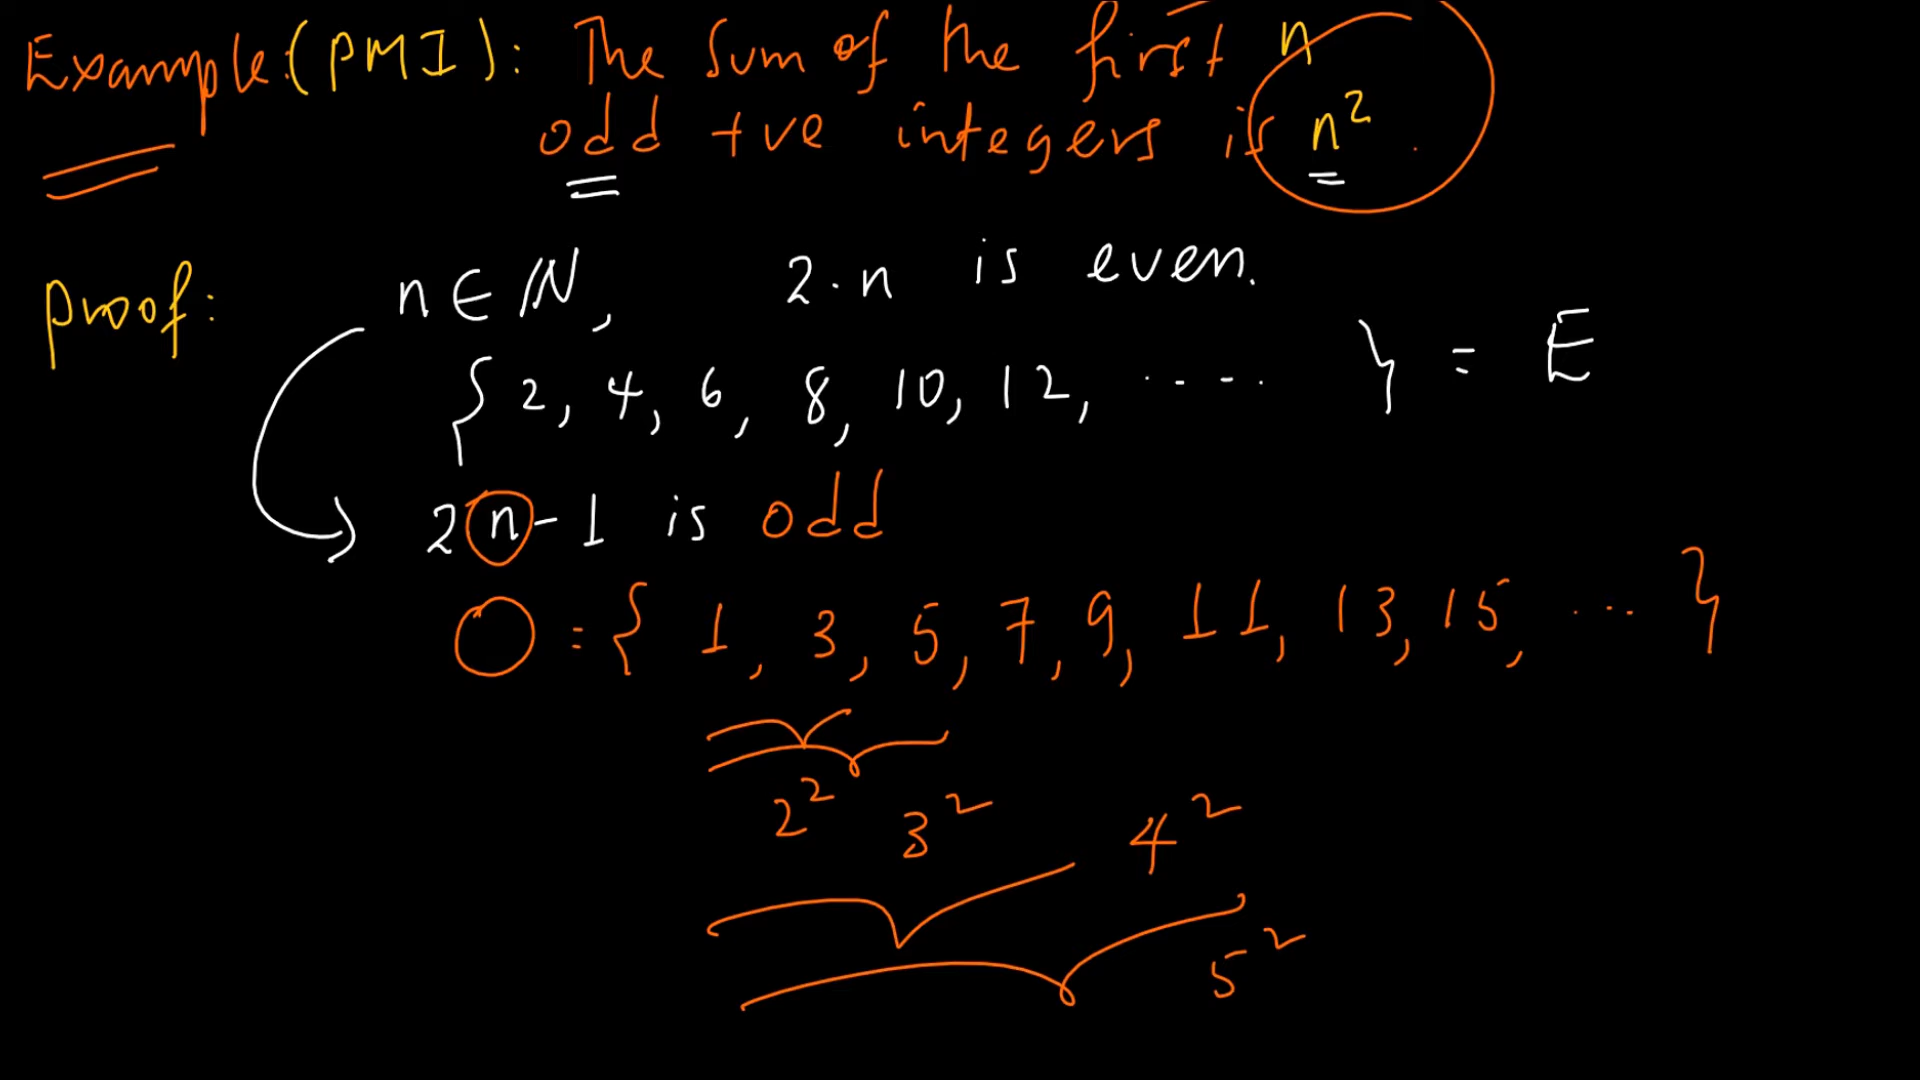 Example:(PMI): The sum of the first n
odd +ve integers is n².
Proof: n ∈ ℕ, 2·n is even.
{2, 4, 6, 8, 10, 12, ····} = E
2n-1 is odd
O = {1, 3, 5, 7, 9, 11, 13, 15, ···}
2² 3² 4²
5²